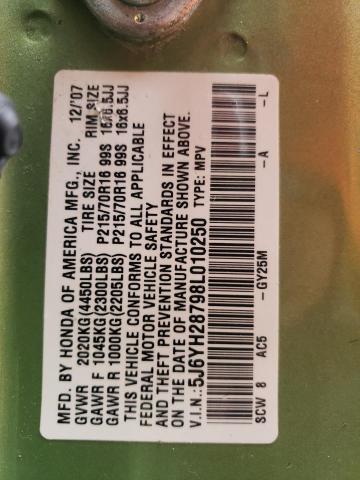 MFD. BY HONDA OF AMERICA MFG., INC. 12/'07
GVWR 2020KG(4450LBS) TIRE SIZE RIM SIZE
GAWR F 1045KG(2300LBS) P215/70R16 99S 16x6.5JJ
GAWR R 1000KG(2205LBS) P215/70R16 99S 16x6.5JJ
THIS VEHICLE CONFORMS TO ALL APPLICABLE
FEDERAL MOTOR VEHICLE SAFETY
AND THEFT PREVENTION STANDARDS IN EFFECT
ON THE DATE OF MANUFACTURE SHOWN ABOVE.
V.I.N.: 5J6YH28798L010250 TYPE: MPV
SCW 8 AC5 -GY25M -A -L